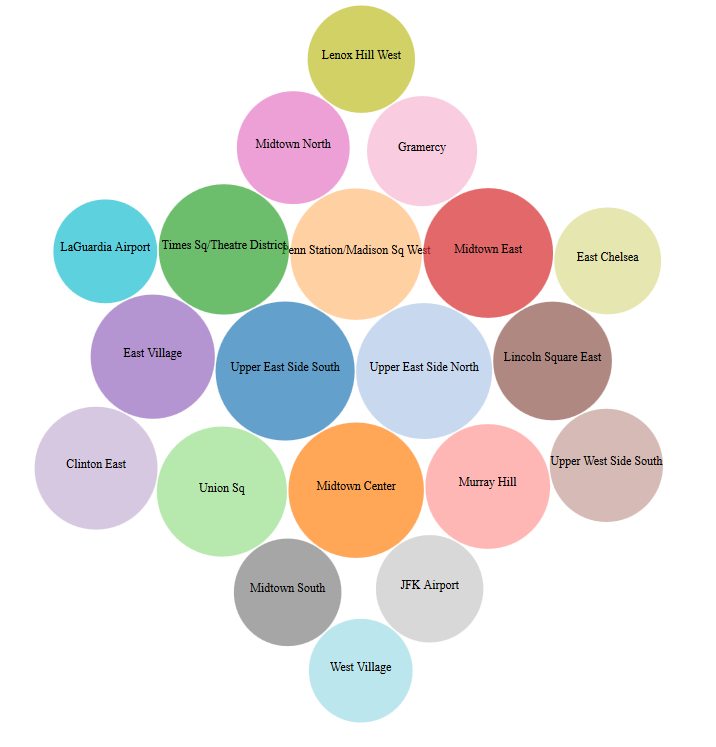 Lenox Hill West
Midtown North
Gramercy
LaGuardia Airport
Times Sq/Theatre District
Penn Station/Madison Sq West
Midtown East
East Chelsea
East Village
Upper East Side South
Upper East Side North
Lincoln Square East
Clinton East
Union Sq
Midtown Center
Murray Hill
Upper West Side South
Midtown South
JFK Airport
West Village